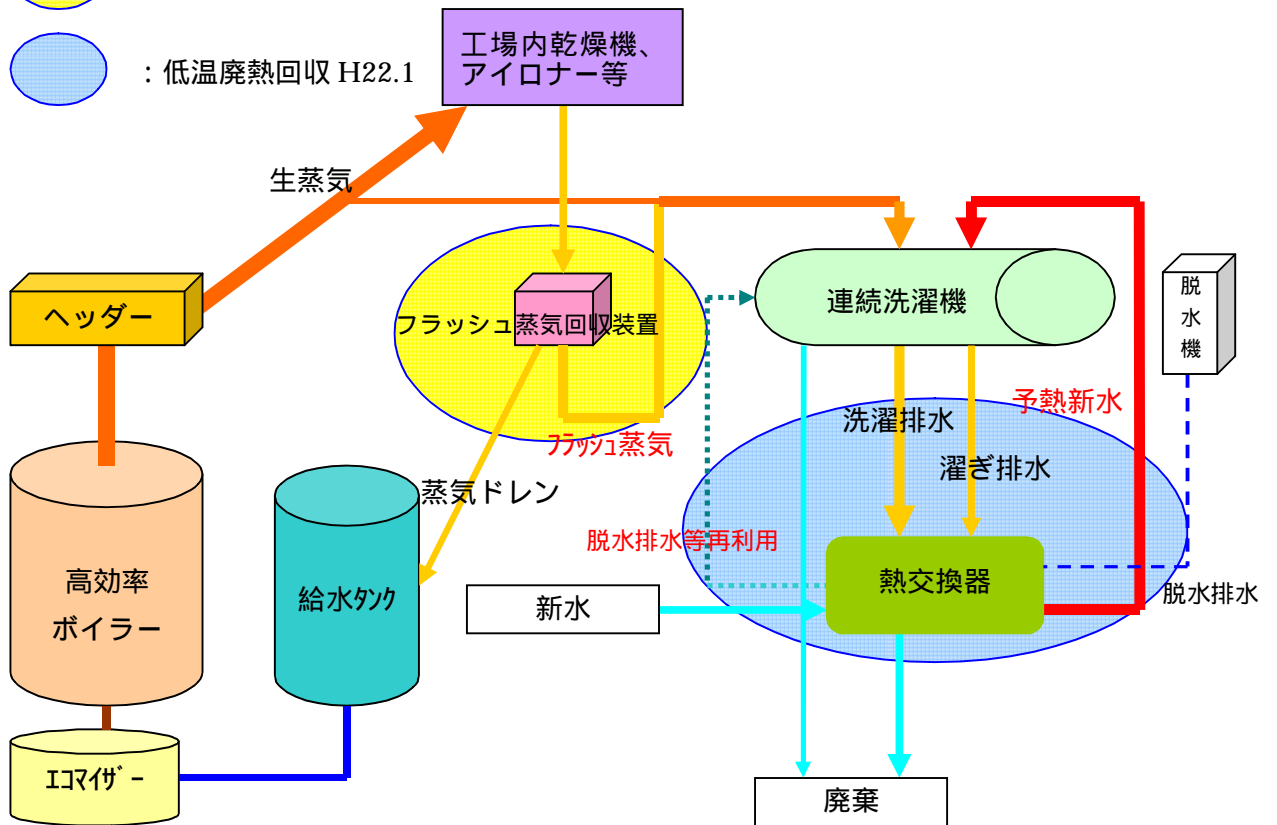 ：低温廃熱回収 H22.1
工場内乾燥機、
アイロナー等
生蒸気
ヘッダー
フラッシュ蒸気回収装置
連続洗濯機
脱
水
機
予熱新水
洗濯排水
ﾌﾗｯｼｭ蒸気
濯ぎ排水
蒸気ドレン
脱水排水等再利用
高効率
ボイラー
給水ﾀﾝｸ
熱交換器
新水
脱水排水
ｴｺﾏｲｻﾞｰ
廃棄